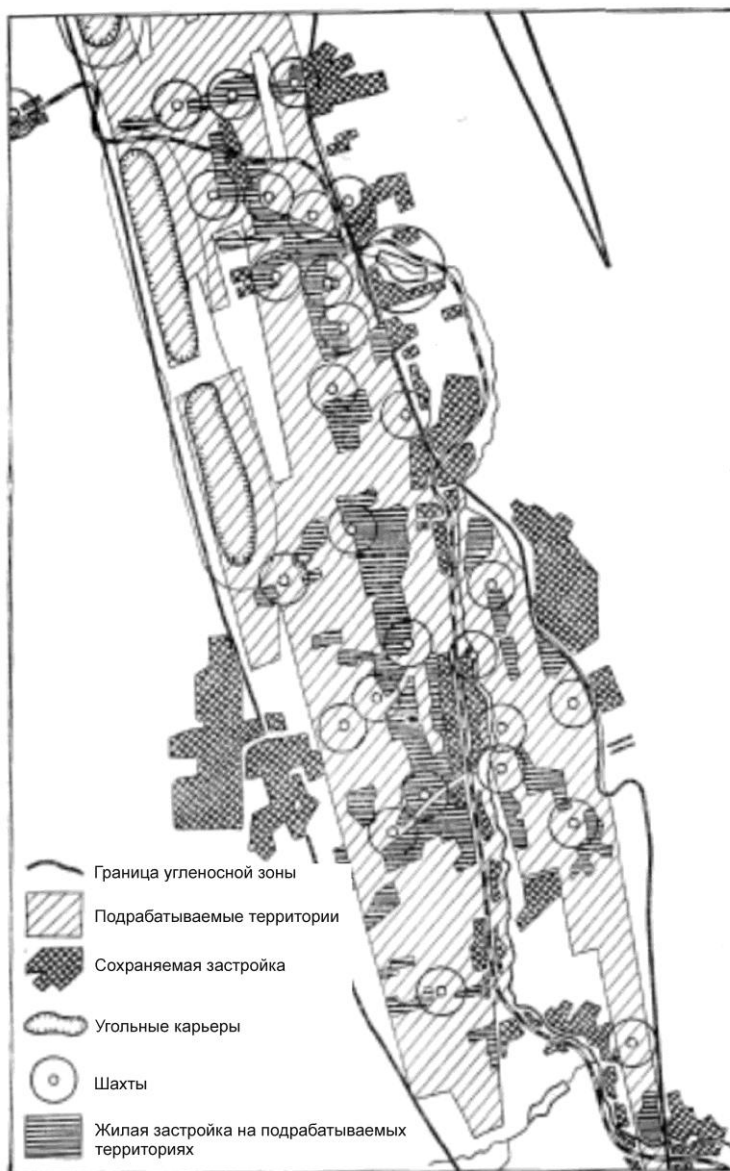 Граница угленосной зоны
Подрабатываемые территории
Сохраняемая застройка
Угольные карьеры
Шахты
Жилая застройка на подрабатываемых
территориях